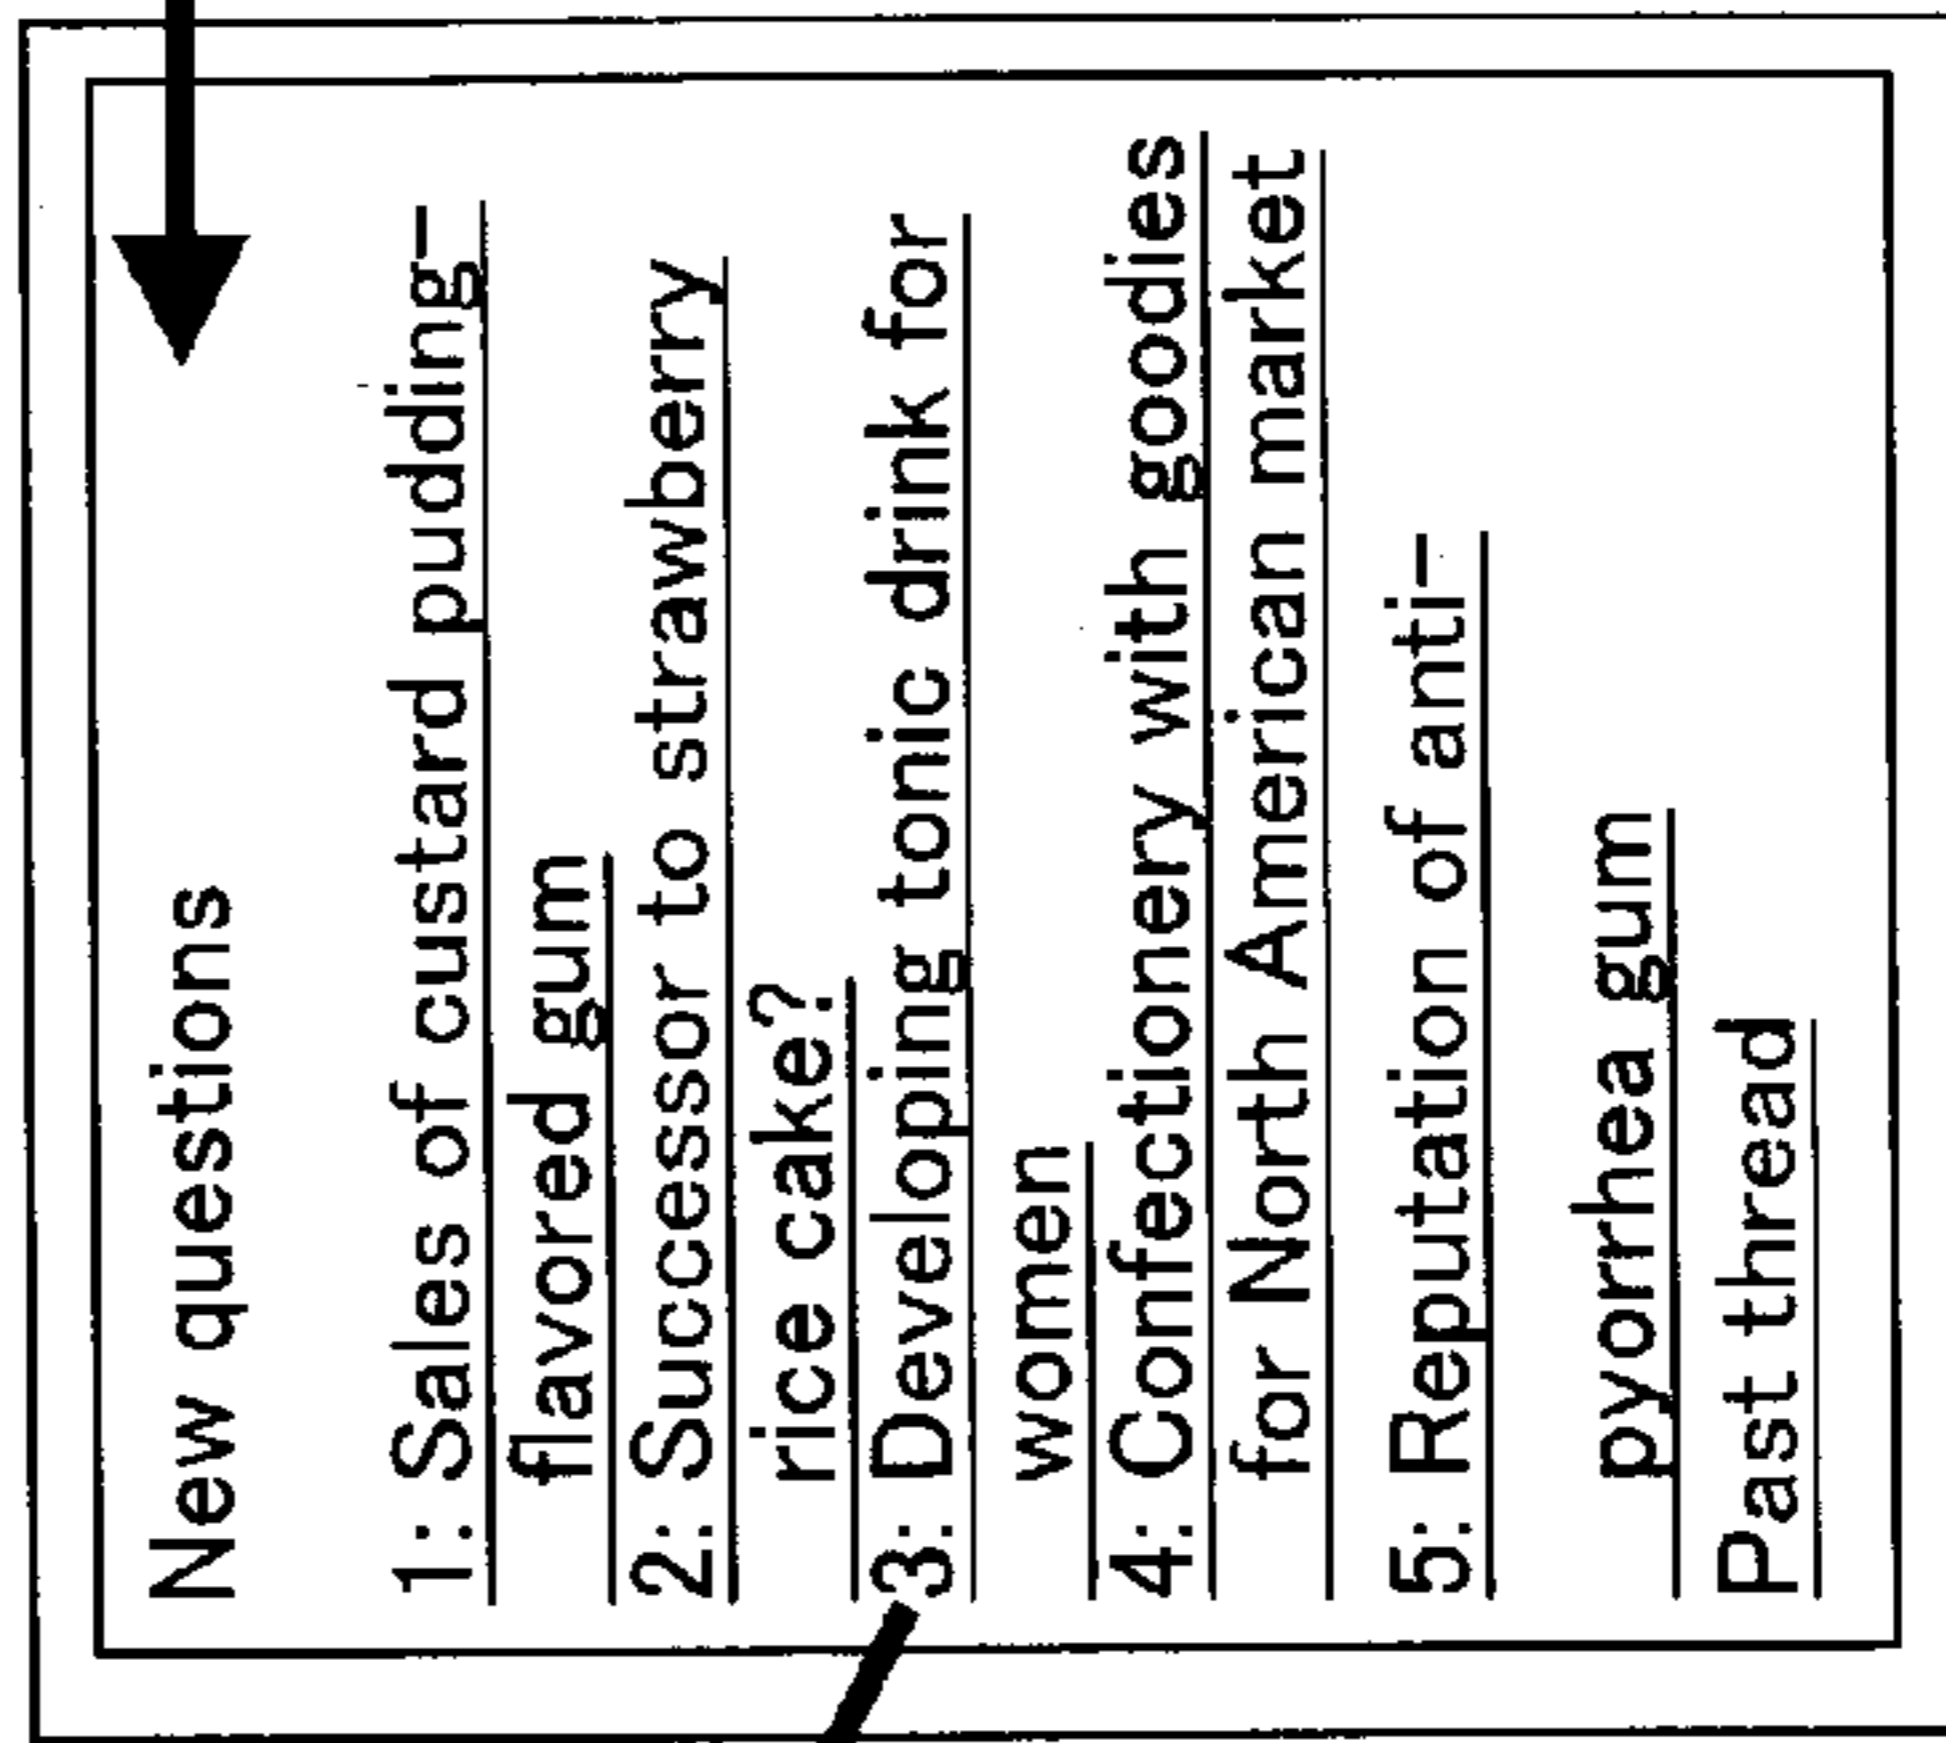 New questions
1: Sales of custard pudding-
flavored gum
2: Successor to strawberry
rice cake?
3: Developing tonic drink for
women
4: Confectionery with goodies
for North American market
5: Reputation of anti-
pyorrhea gum
Past thread